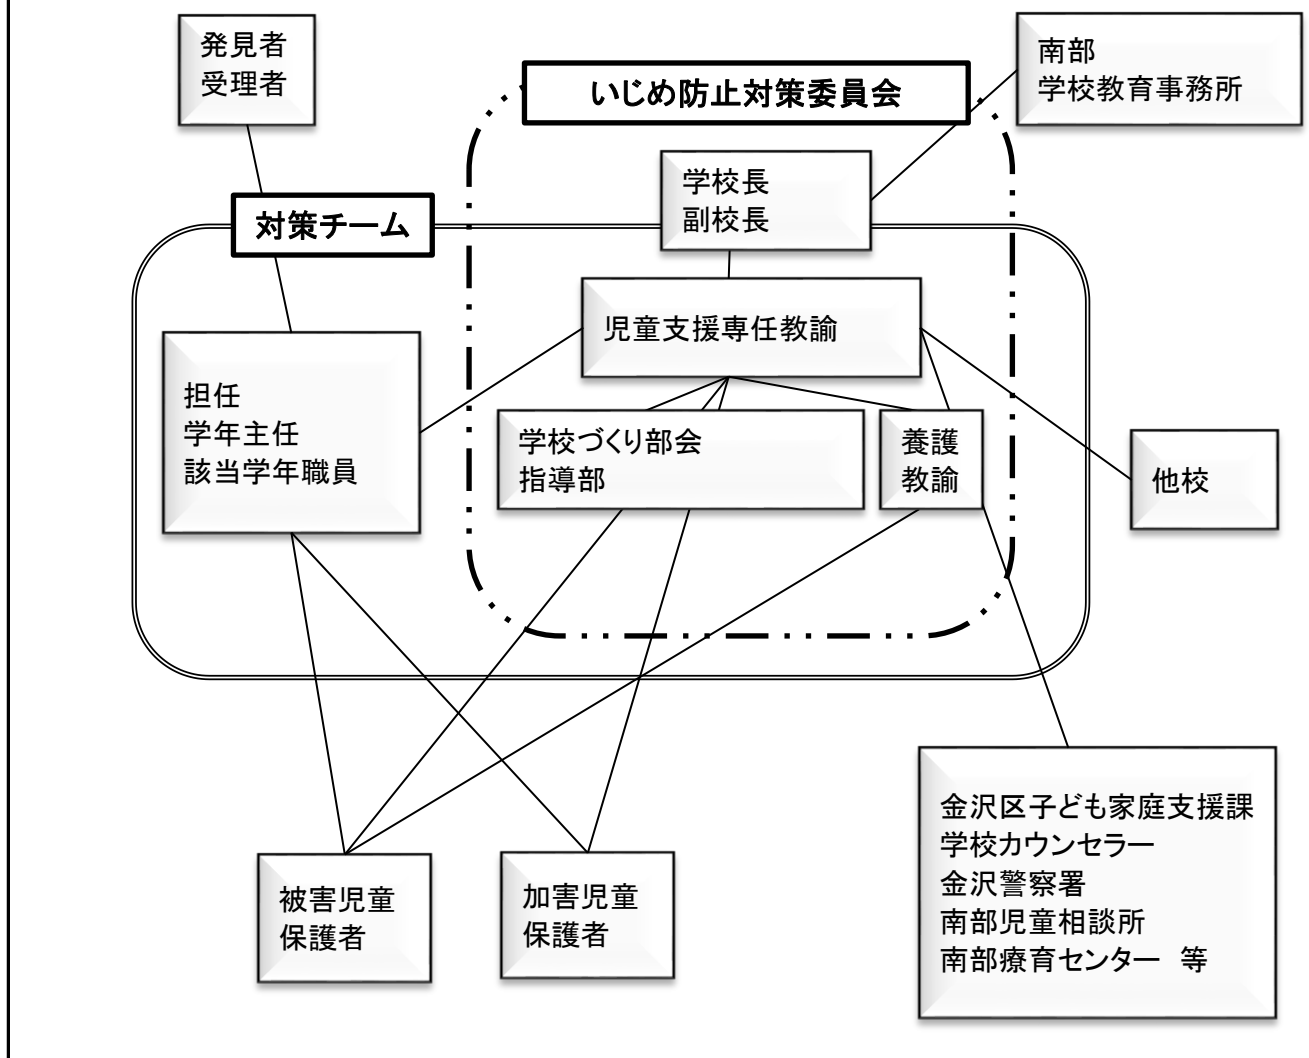 発見者
受理者
南部
学校教育事務所
いじめ防止対策委員会
学校長
副校長
対策チーム
児童支援専任教諭
担任
学年主任
該当学年職員
学校づくり部会
指導部
養護
教諭
他校
被害児童
保護者
加害児童
保護者
金沢区子ども家庭支援課
学校カウンセラー
金沢警察署
南部児童相談所
南部療育センター　等